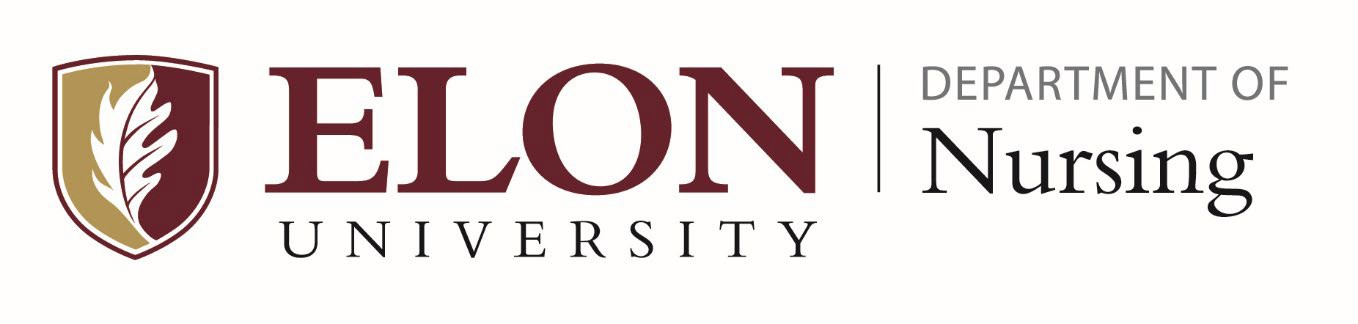 ELON
UNIVERSITY
DEPARTMENT OF
Nursing